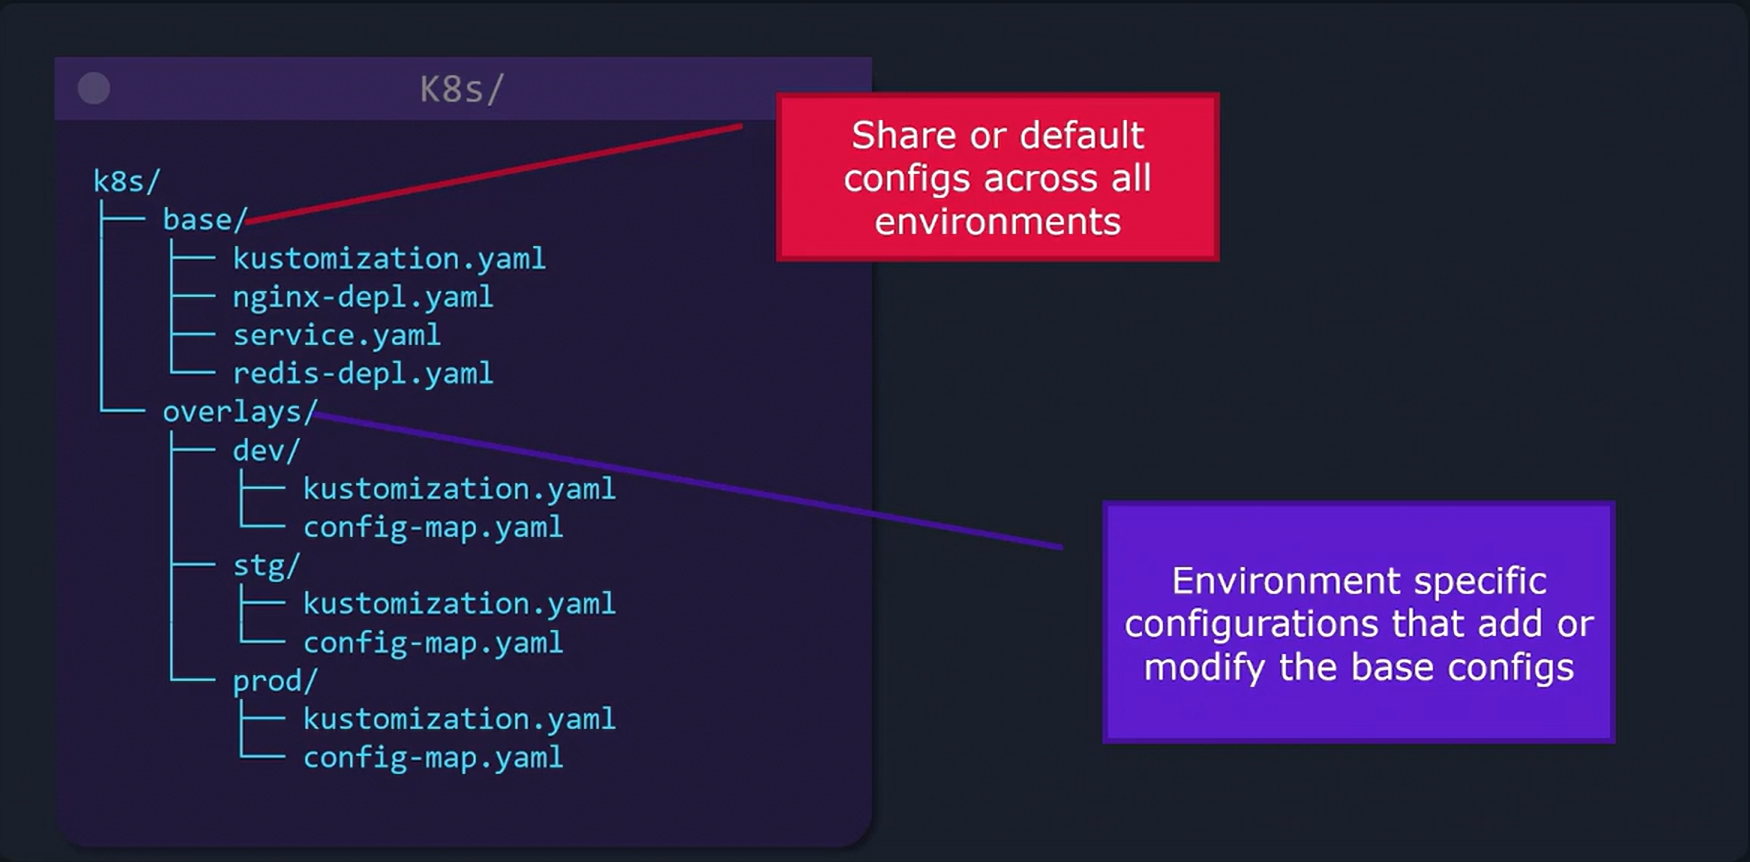 K8s/
k8s/
base/
kustomization.yaml
nginx-depl.yaml
service.yaml
redis-depl.yaml
overlays/
dev/
kustomization.yaml
config-map.yaml
stg/
kustomization.yaml
config-map.yaml
prod/
kustomization.yaml
config-map.yaml
Share or default
configs across all
environments
Environment specific
configurations that add or
modify the base configs